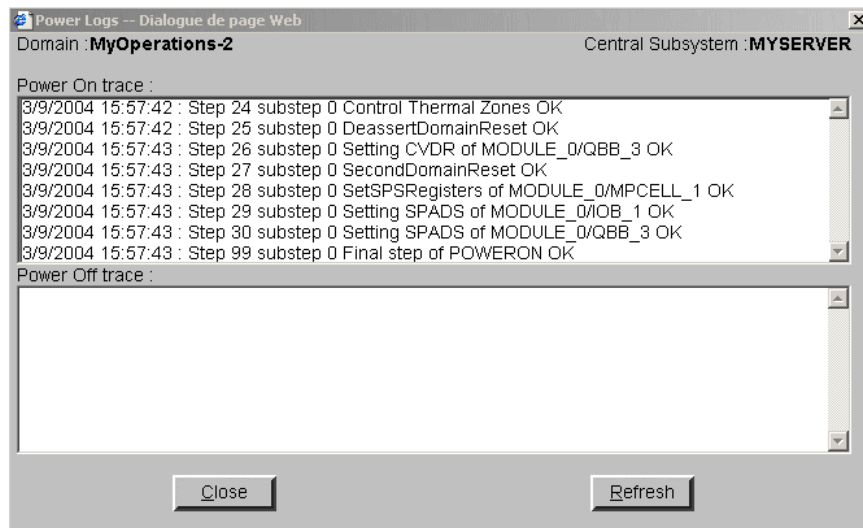 Power Logs -- Dialogue de page Web
Domain :MyOperations-2 Central Subsystem :MYSERVER
Power On trace :
3/9/2004 15:57:42 : Step 24 substep 0 Control Thermal Zones OK
3/9/2004 15:57:42 : Step 25 substep 0 DeassertDomainReset OK
3/9/2004 15:57:43 : Step 26 substep 0 Setting CVDR of MODULE_0/QBB_3 OK
3/9/2004 15:57:43 : Step 27 substep 0 SecondDomainReset OK
3/9/2004 15:57:43 : Step 28 substep 0 SetSPSRegisters of MODULE_0/MPCELL_1 OK
3/9/2004 15:57:43 : Step 29 substep 0 Setting SPADS of MODULE_0/IOB_1 OK
3/9/2004 15:57:43 : Step 30 substep 0 Setting SPADS of MODULE_0/QBB_3 OK
3/9/2004 15:57:43 : Step 99 substep 0 Final step of POWERON OK
Power Off trace :
Close Refresh